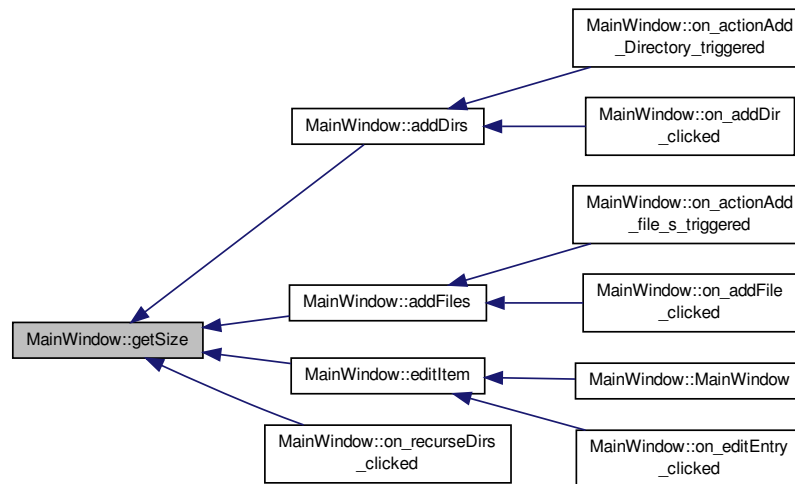 MainWindow::on_actionAdd
_Directory_triggered
MainWindow::addDirs
MainWindow::on_addDir
_clicked
MainWindow::on_actionAdd
_file_s_triggered
MainWindow::addFiles
MainWindow::on_addFile
_clicked
MainWindow::getSize
MainWindow::editItem
MainWindow::MainWindow
MainWindow::on_recurseDirs
_clicked
MainWindow::on_editEntry
_clicked